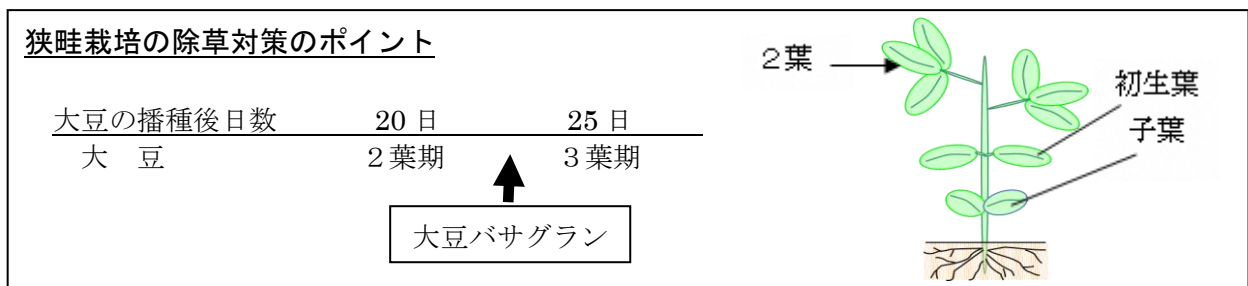 狭畦栽培の除草対策のポイント
大豆の播種後日数 20日 25日
大 豆 2葉期 3葉期
大豆バサグラン
2葉
初生葉
子葉